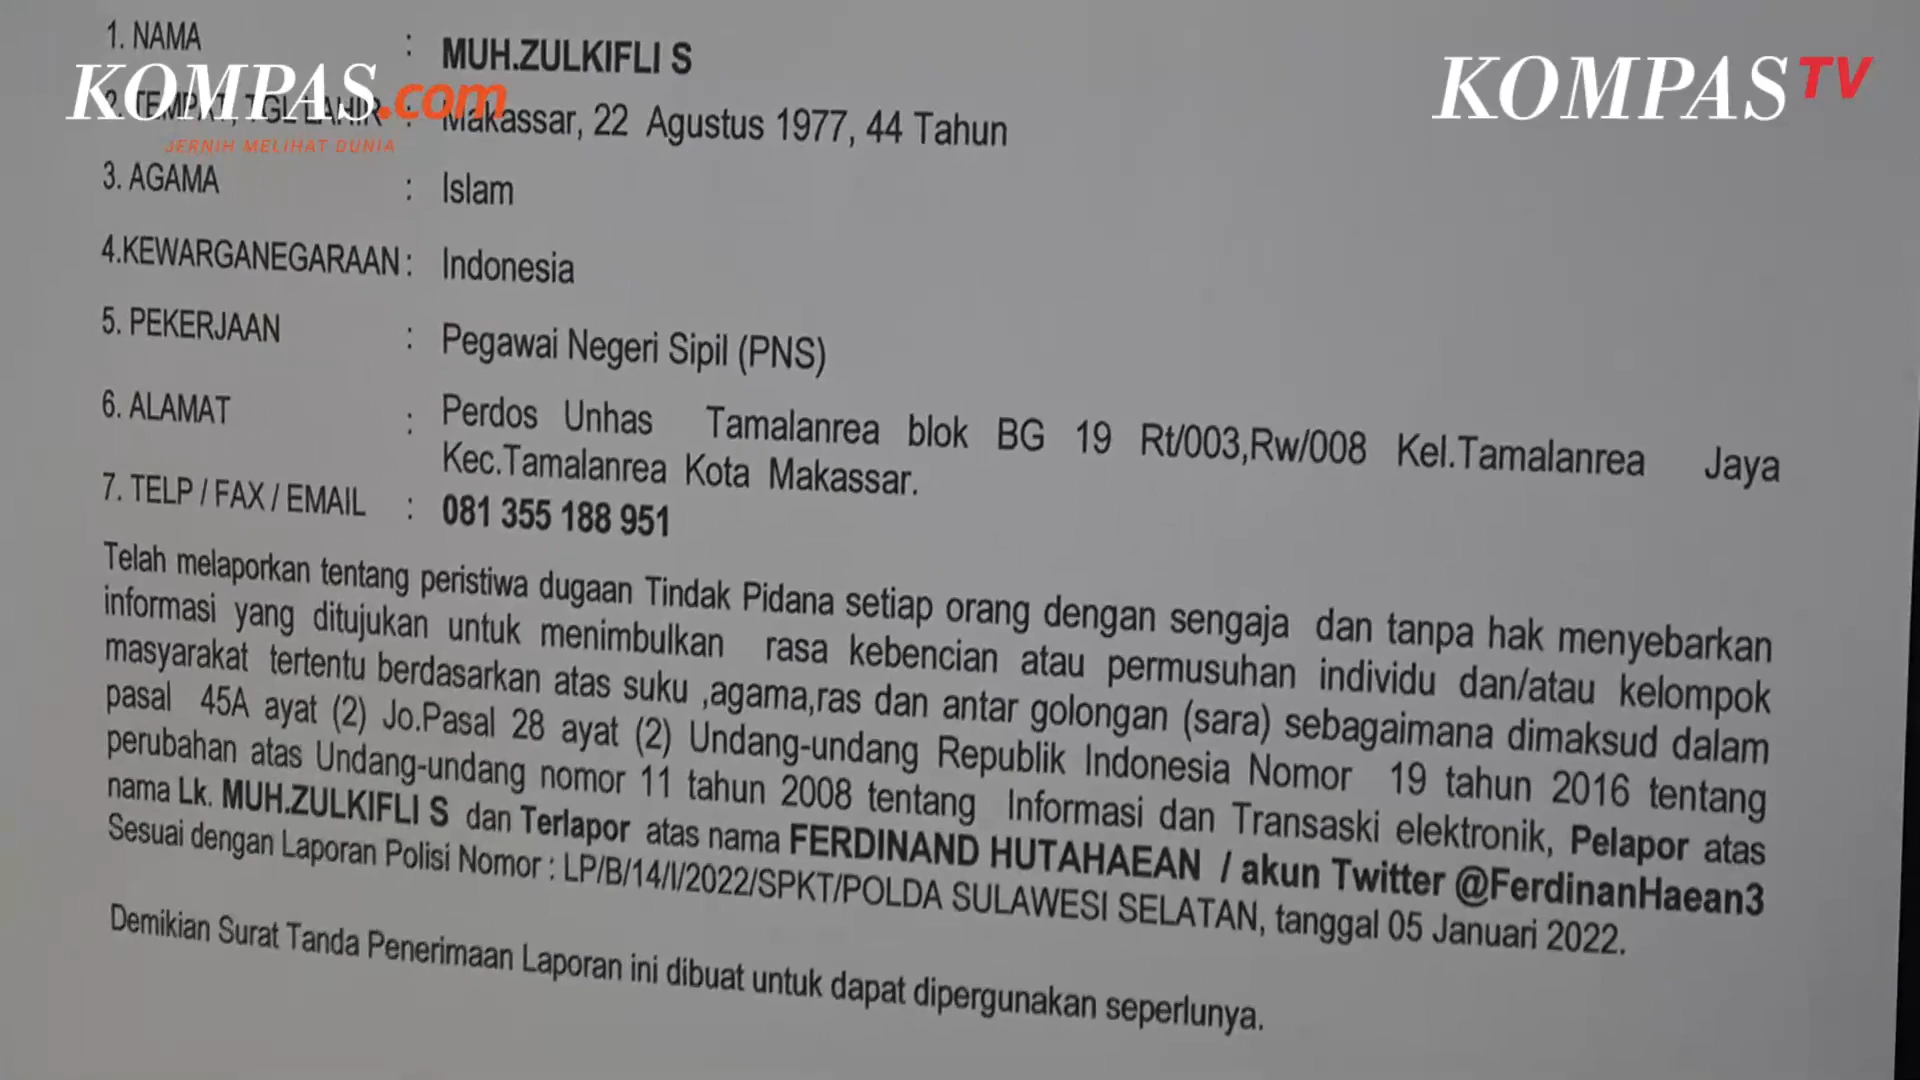 1. NAMA : MUH.ZULKIFLI S
KOMPAS.com
JERNIH MELIHAT DUNIA
KOMPAS TV
2. TEMPAT, TGL LAHIR : Makassar, 22 Agustus 1977, 44 Tahun
3. AGAMA : Islam
4.KEWARGANEGARAAN : Indonesia
5. PEKERJAAN : Pegawai Negeri Sipil (PNS)
6. ALAMAT : Perdos Unhas Tamalanrea blok BG 19 Rt/003,Rw/008 Kel.Tamalanrea Jaya
Kec.Tamalanrea Kota Makassar.
7. TELP / FAX / EMAIL : 081 355 188 951
Telah melaporkan tentang peristiwa dugaan Tindak Pidana setiap orang dengan sengaja dan tanpa hak menyebarkan
informasi yang ditujukan untuk menimbulkan rasa kebencian atau permusuhan individu dan/atau kelompok
masyarakat tertentu berdasarkan atas suku ,agama,ras dan antar golongan (sara) sebagaimana dimaksud dalam
pasal 45A ayat (2) Jo.Pasal 28 ayat (2) Undang-undang Republik Indonesia Nomor 19 tahun 2016 tentang
perubahan atas Undang-undang nomor 11 tahun 2008 tentang Informasi dan Transaski elektronik, Pelapor atas
nama Lk. MUH.ZULKIFLI S dan Terlapor atas nama FERDINAND HUTAHAEAN / akun Twitter @FerdinanHaean3
Sesuai dengan Laporan Polisi Nomor : LP/B/14/I/2022/SPKT/POLDA SULAWESI SELATAN, tanggal 05 Januari 2022.
Demikian Surat Tanda Penerimaan Laporan ini dibuat untuk dapat dipergunakan seperlunya.